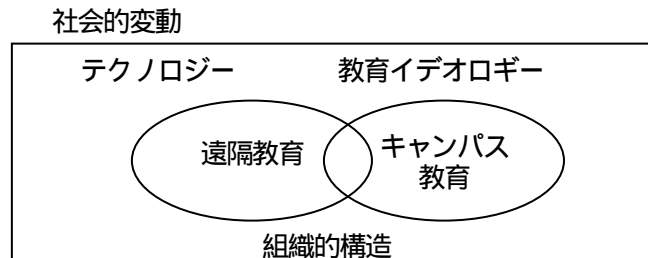 社会的変動
テクノロジー
教育イデオロギー
遠隔教育
キャンパス
教育
組織的構造